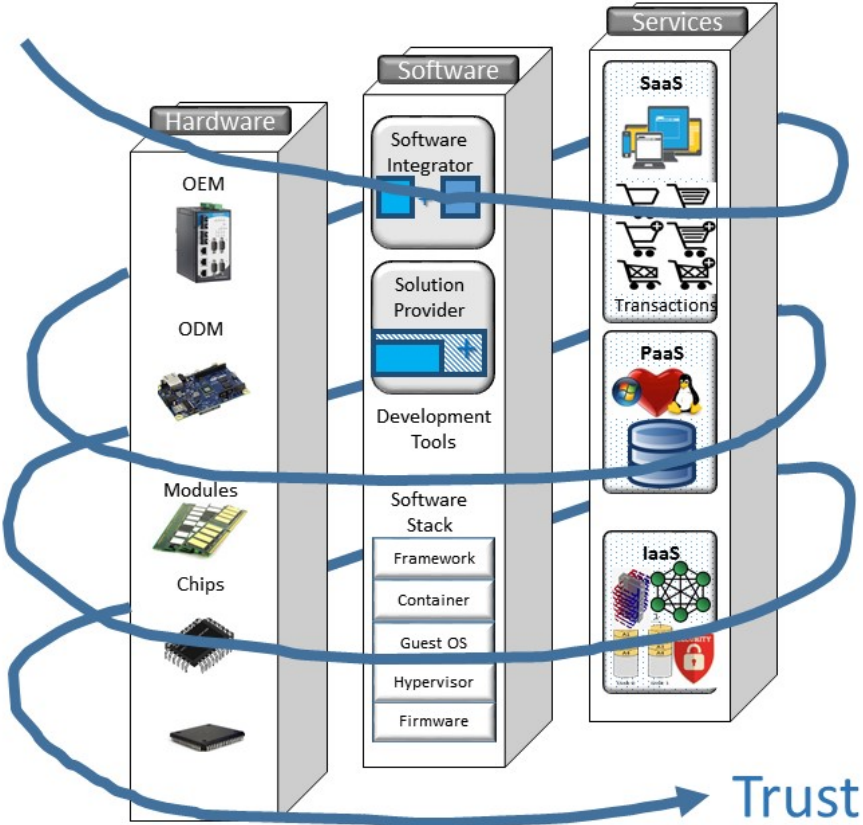 Hardware
OEM
ODM
Modules
Chips
Software
Software
Integrator
Solution
Provider
Development
Tools
Software
Stack
Framework
Container
Guest OS
Hypervisor
Firmware
Services
SaaS
Transactions
PaaS
IaaS
Trust